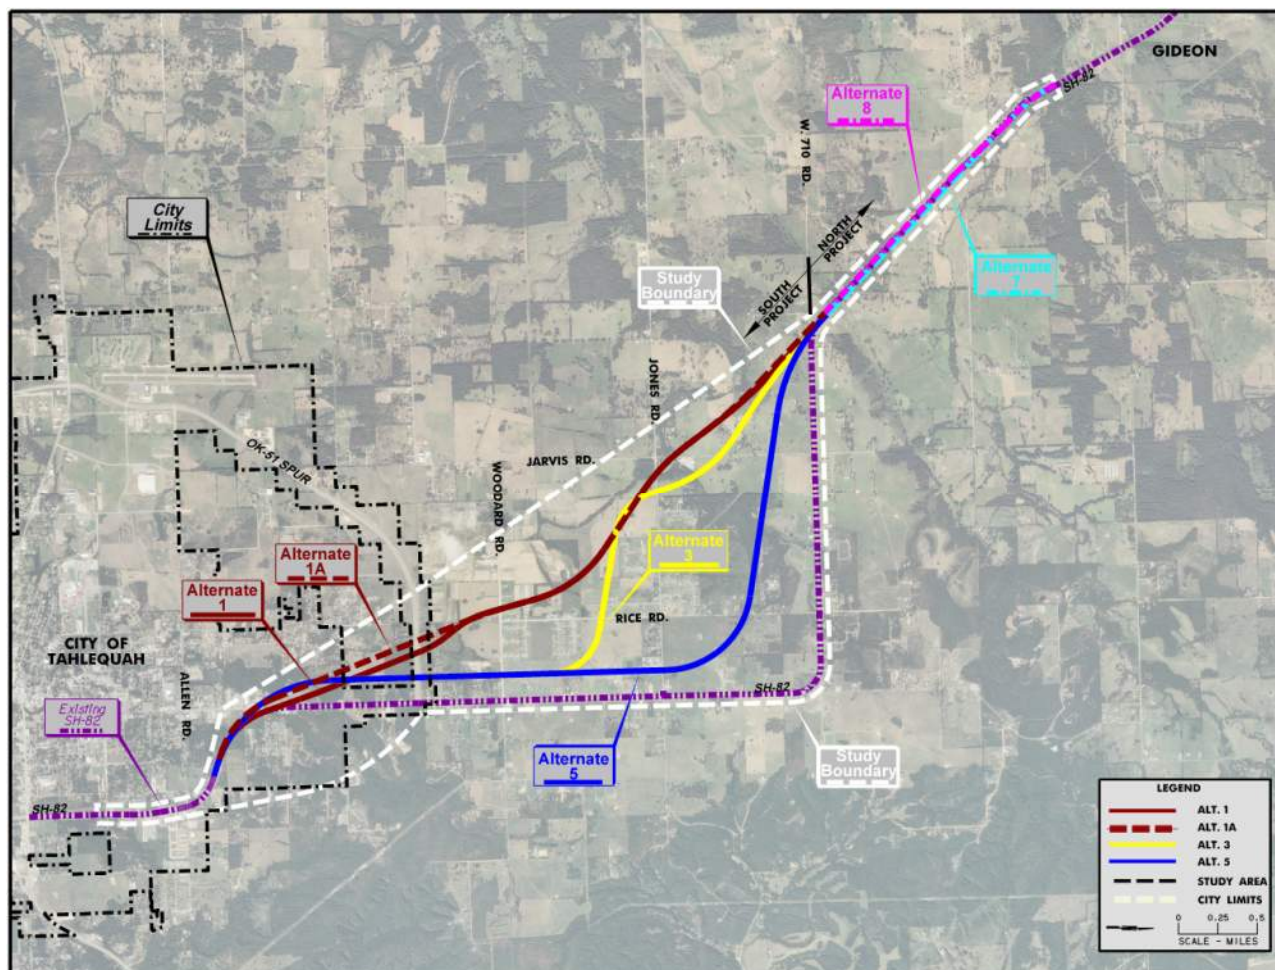 GIDEON
SH-82
Alternate
8
W. 710 RD.
Alternate
7
City
Limits
NORTH
PROJECT
SOUTH
PROJECT
Study
Boundary
JONES RD.
JARVIS RD.
OK-51 SPUR
WOODARD RD.
Alternate
3
Alternate
1A
Alternate
1
RICE RD.
CITY OF
TAHLEQUAH
ALLEN RD.
Existing
SH-82
SH-82
Alternate
5
Study
Boundary
SH-82
LEGEND
ALT. 1
ALT. 1A
ALT. 3
ALT. 5
STUDY AREA
CITY LIMITS
0 0.25 0.5
SCALE - MILES